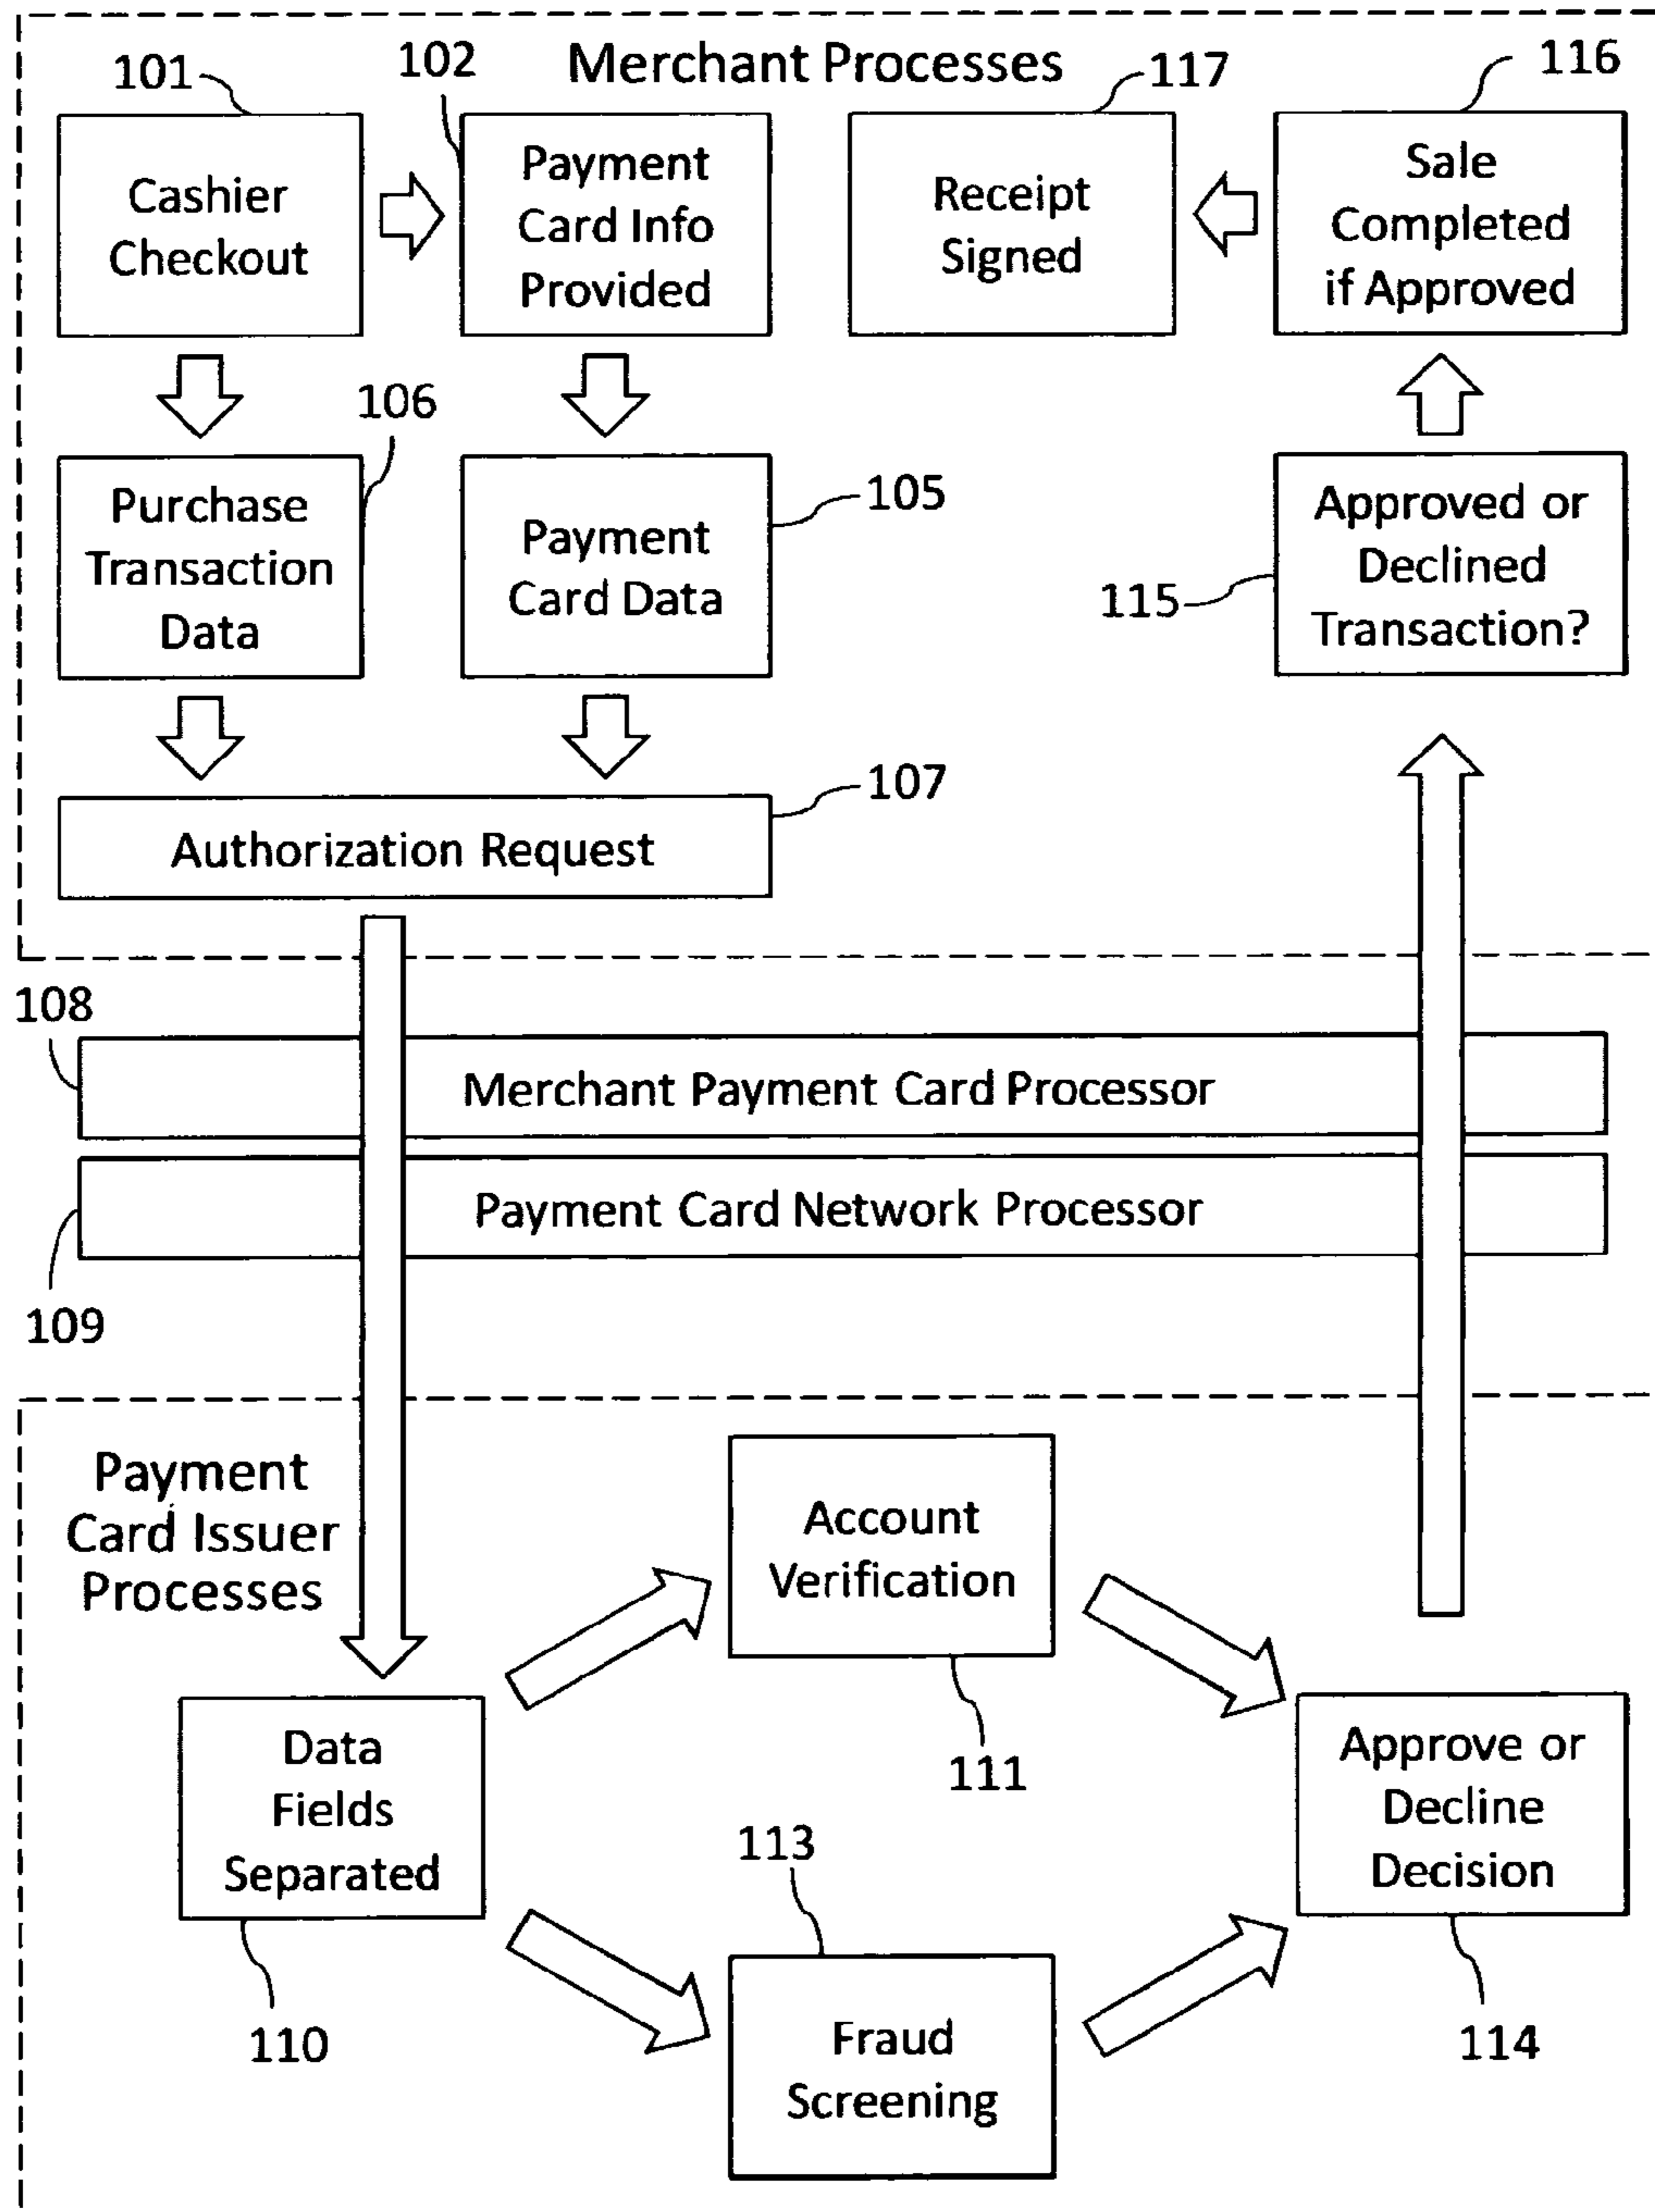 Merchant Processes
101
102
117
116
Cashier
Checkout
Payment
Card Info
Provided
Receipt
Signed
Sale
Completed
if Approved
106
Purchase
Transaction
Data
105
Payment
Card Data
115
Approved or
Declined
Transaction?
107
Authorization Request
108
Merchant Payment Card Processor
Payment Card Network Processor
109
Payment
Card Issuer
Processes
Account
Verification
111
Data
Fields
Separated
110
113
Fraud
Screening
Approve or
Decline
Decision
114